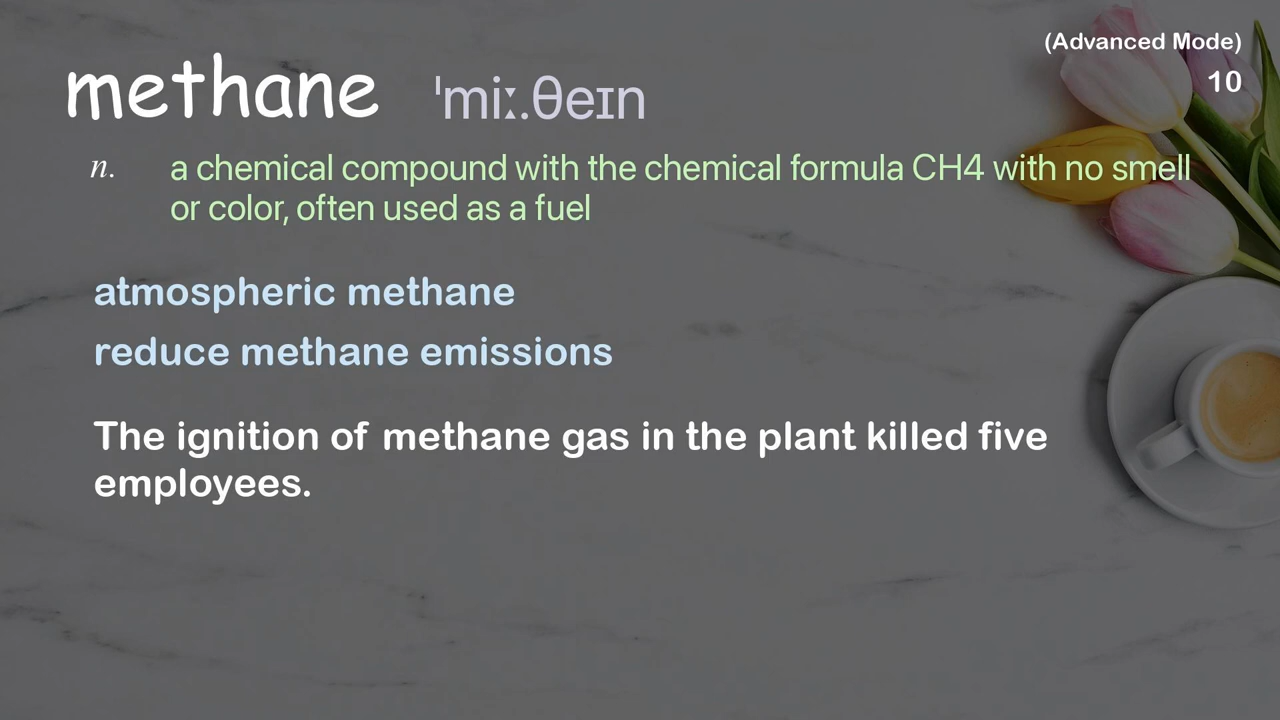 (Advanced Mode)
10
methane ˈmiː.θeɪn
n. a chemical compound with the chemical formula CH4 with no smell
or color, often used as a fuel
atmospheric methane
reduce methane emissions
The ignition of methane gas in the plant killed five
employees.